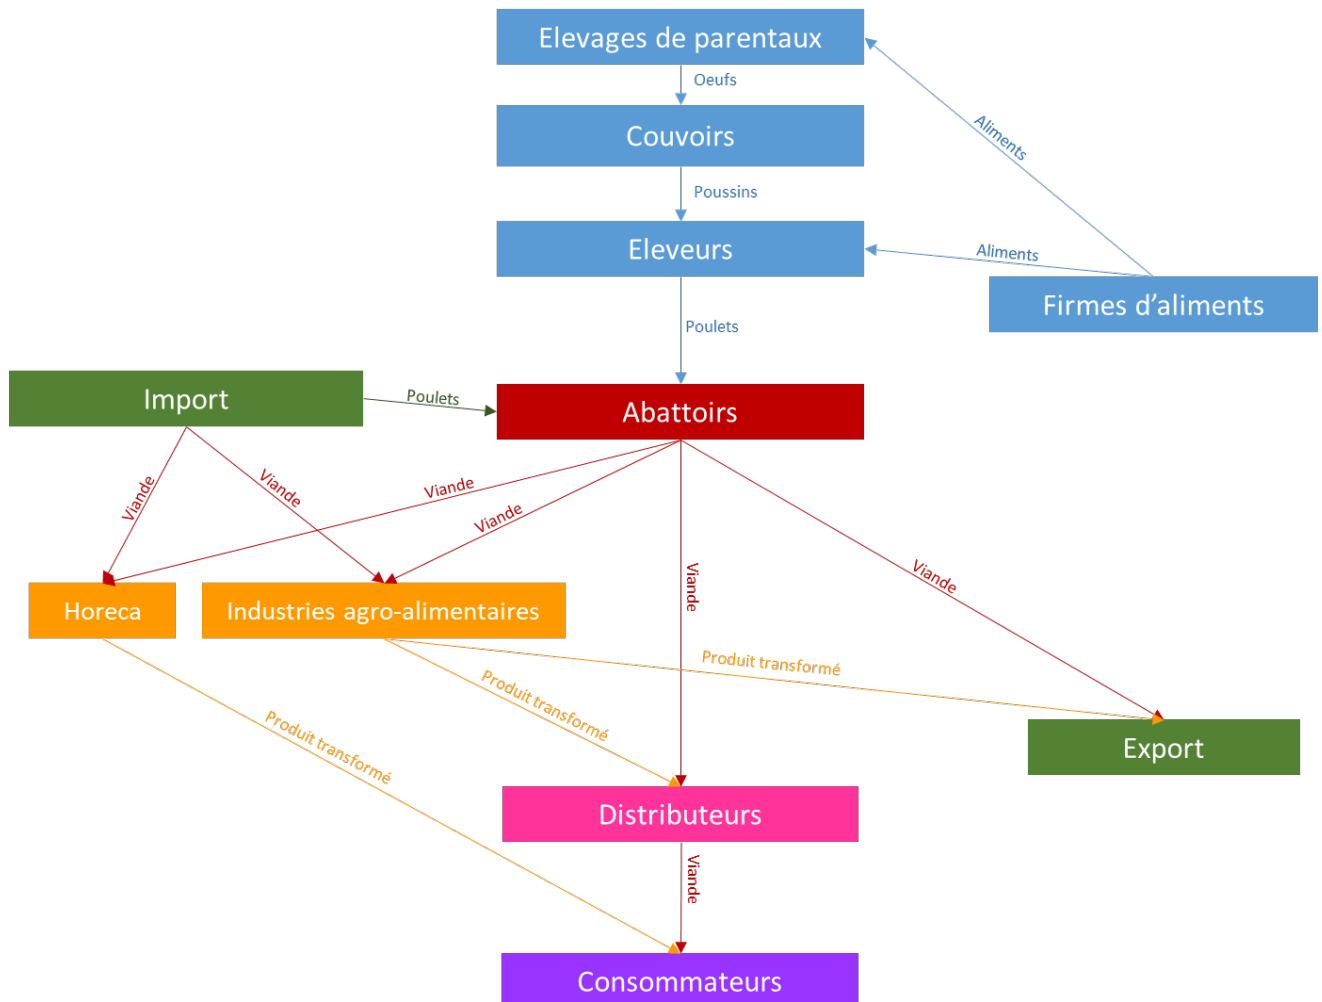 Elevages de parentaux
Oeufs
Couvoirs
Aliments
Poussins
Eleveurs
Aliments
Firmes d’aliments
Poulets
Import
Poulets
Abattoirs
Viande
Viande
Viande
Viande
Viande
Viande
Horeca
Industries agro-alimentaires
Produit transformé
Produit transformé
Produit transformé
Export
Distributeurs
Viande
Consommateurs